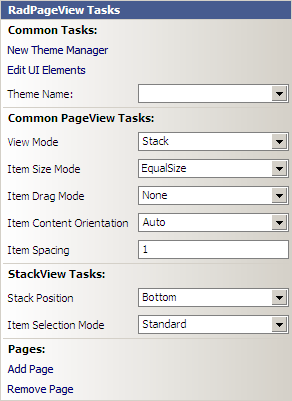 RadPageView Tasks
Common Tasks:
New Theme Manager
Edit UI Elements
Theme Name:
Common PageView Tasks:
View Mode Stack
Item Size Mode EqualSize
Item Drag Mode None
Item Content Orientation Auto
Item Spacing 1
StackView Tasks:
Stack Position Bottom
Item Selection Mode Standard
Pages:
Add Page
Remove Page